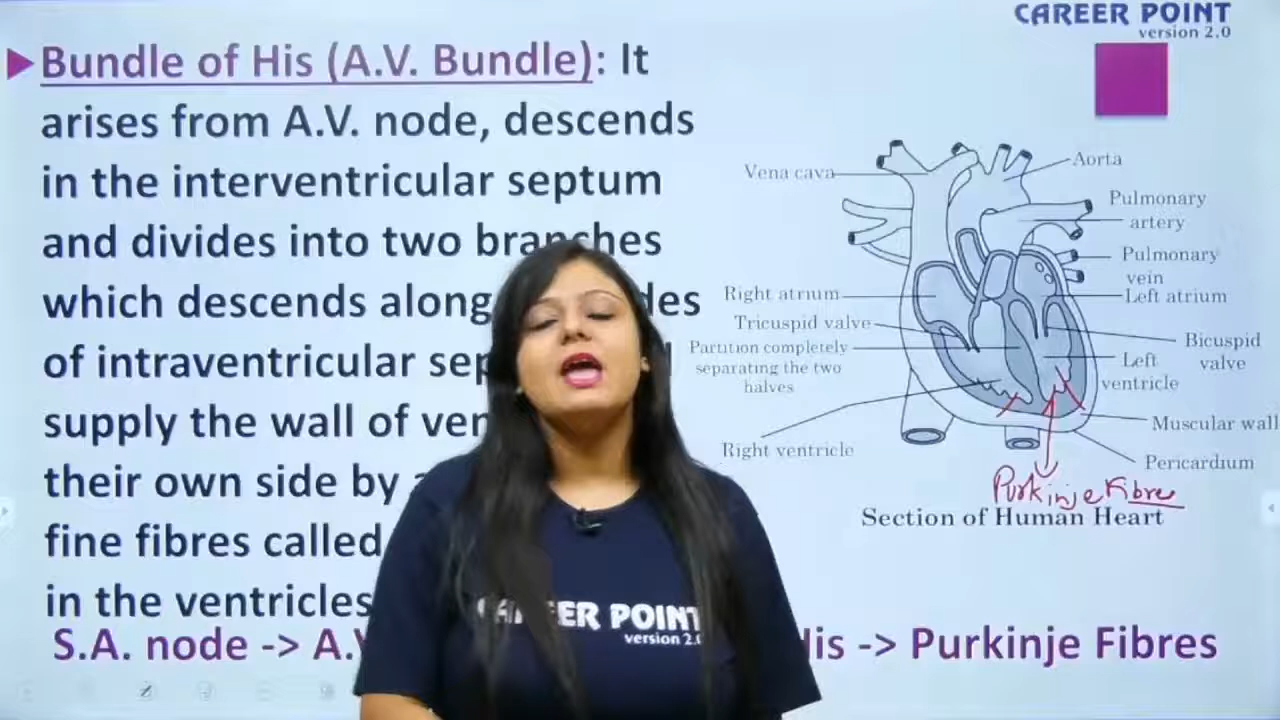 CAREER POINT
version 2.0
Bundle of His (A.V. Bundle): It
arises from A.V. node, descends
in the interventricular septum
and divides into two branches
which descends along
of intraventricular
supply the wall of
their own side by
fine fibres called
in the ventricles
S.A. node -> -> Purkinje Fibres
Vena cava
Aorta
Pulmonary
artery
Pulmonary
vein
Right atrium
Left atrium
Tricuspid valve
Bicuspid
valve
Partition completely
separating the two
halves
Left
ventricle
Right ventricle
Muscular wall
Pericardium
Purkinje Fibre
Section of Human Heart
CAREER POINT
version 2.0